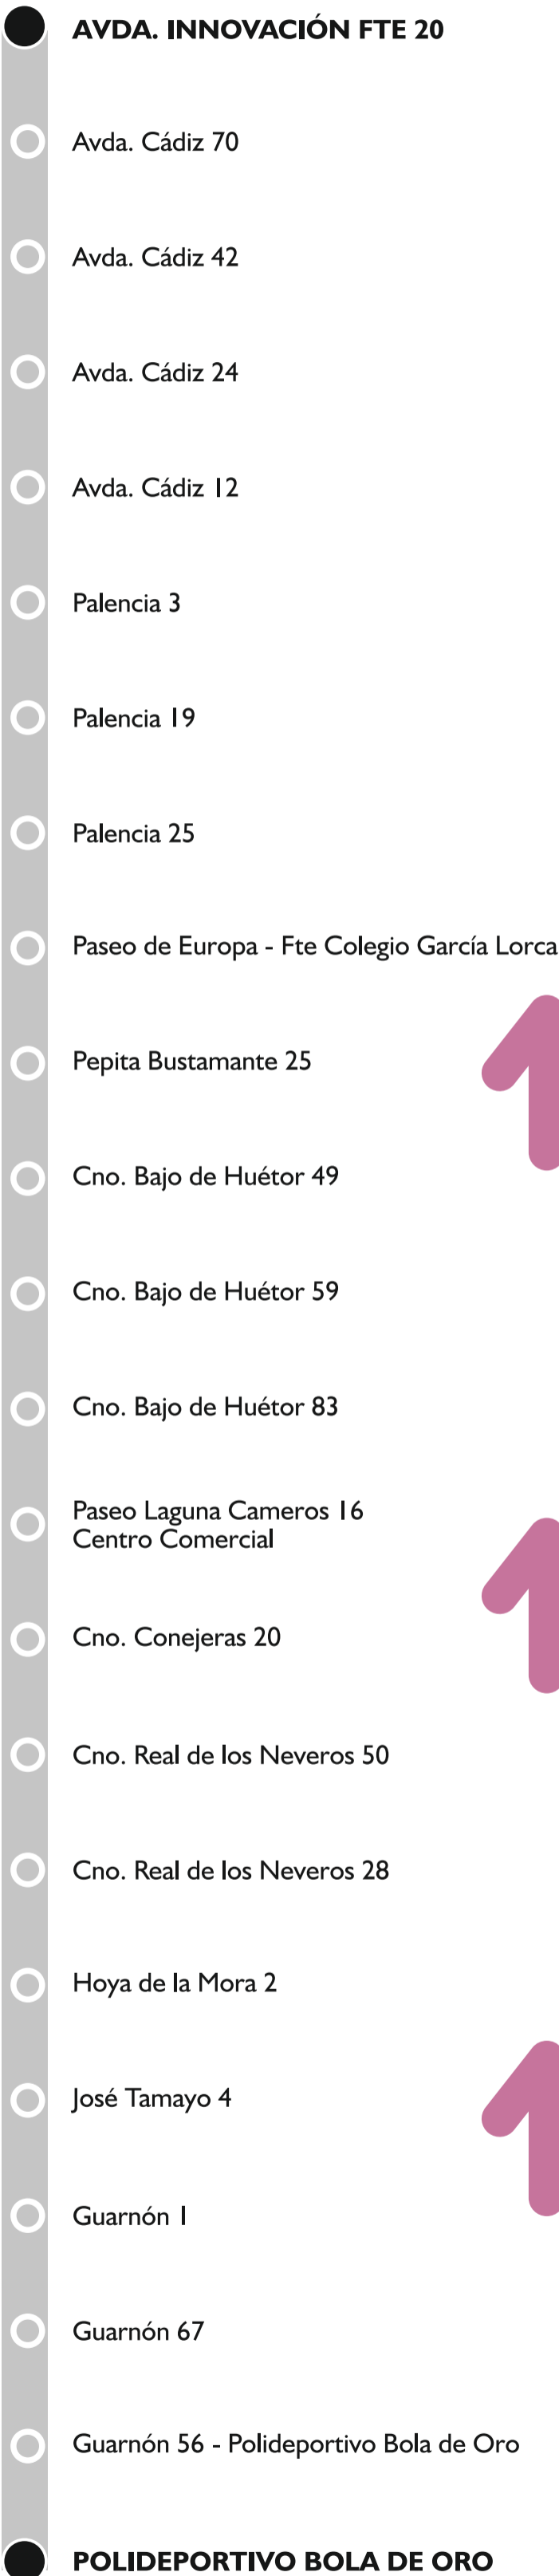 AVDA. INNOVACIÓN FTE 20
Avda. Cádiz 70
Avda. Cádiz 42
Avda. Cádiz 24
Avda. Cádiz 12
Palencia 3
Palencia 19
Palencia 25
Paseo de Europa - Fte Colegio García Lorca
Pepita Bustamante 25
1
Cno. Bajo de Huétor 49
Cno. Bajo de Huétor 59
Cno. Bajo de Huétor 83
Paseo Laguna Cameros 16
Centro Comercial
1
Cno. Conejeras 20
Cno. Real de los Neveros 50
Cno. Real de los Neveros 28
Hoya de la Mora 2
José Tamayo 4
1
Guarnón 1
Guarnón 67
Guarnón 56 - Polideportivo Bola de Oro
POLIDEPORTIVO BOLA DE ORO